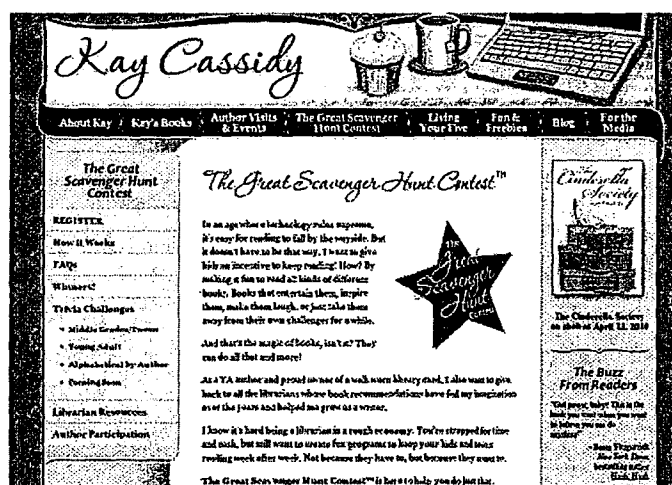 Kay Cassidy
About Kay
Kay's Books
Author Visits
& Events
The Great Scavenger
Hunt Contest
Living
Your Five
Fun &
Freebies
Blog
For the
Media
The Great
Scavenger Hunt
Contest
REGISTER
How it Works
FAQs
Winners!
Trivia Challenges
Middle Grades/Tweens
Young Adult
Alphabetical by Author
Coming Soon
Librarian Resources
Author Participation
The Great Scavenger Hunt Contest™
In an age where technology rules supreme,
it's easy for reading to fall by the wayside. But
it doesn't have to be that way. I want to give
kids an incentive to keep reading! How? By
making it fun to read all kinds of different
books. Books that entertain them, inspire
them, make them laugh, or just take them
away from their own challenges for a while.
And that's the magic of books, isn't it? They
can do all that and more!
As a YA author and proud owner of a well worn library card, I also want to give
back to all the librarians whose book recommendations have fed my imagination
over the years and helped me grow as a writer.
I know it's hard being a librarian in a rough economy. You're strapped for time
and cash, but still want to create fun programs to keep your kids and teens
reading week after week. Not because they have to, but because they want to.
The Great Scavenger Hunt Contest™ is here to help you do just that.
The
Great
Scavenger
Hunt
The
Cinderella
Society
The Cinderella Society
on sale at April 13, 2010
The Buzz
From Readers